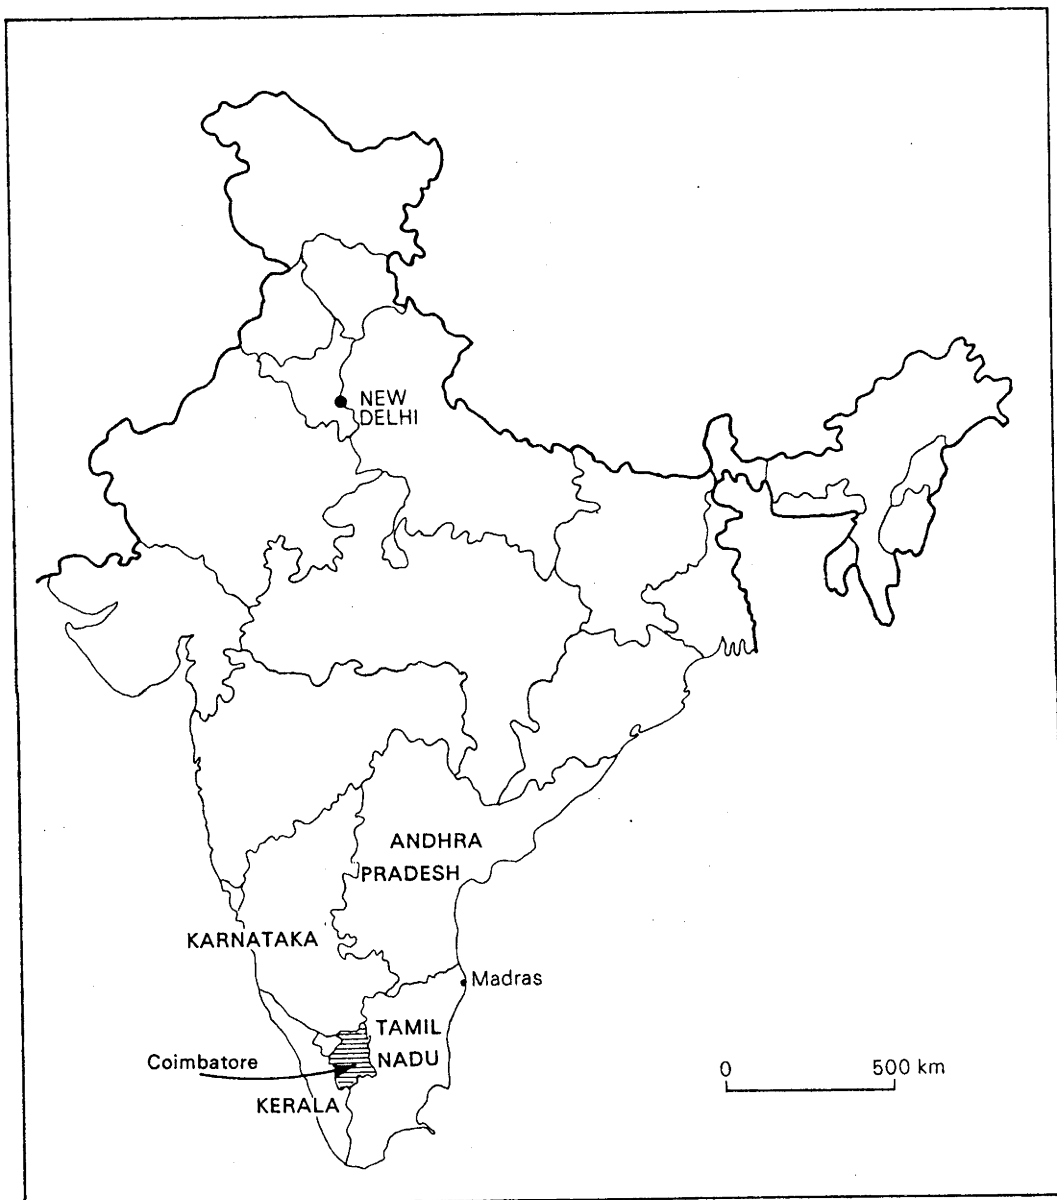 NEW
DELHI
ANDHRA
PRADESH
KARNATAKA
Madras
TAMIL
NADU
Coimbatore
KERALA
0 500 km